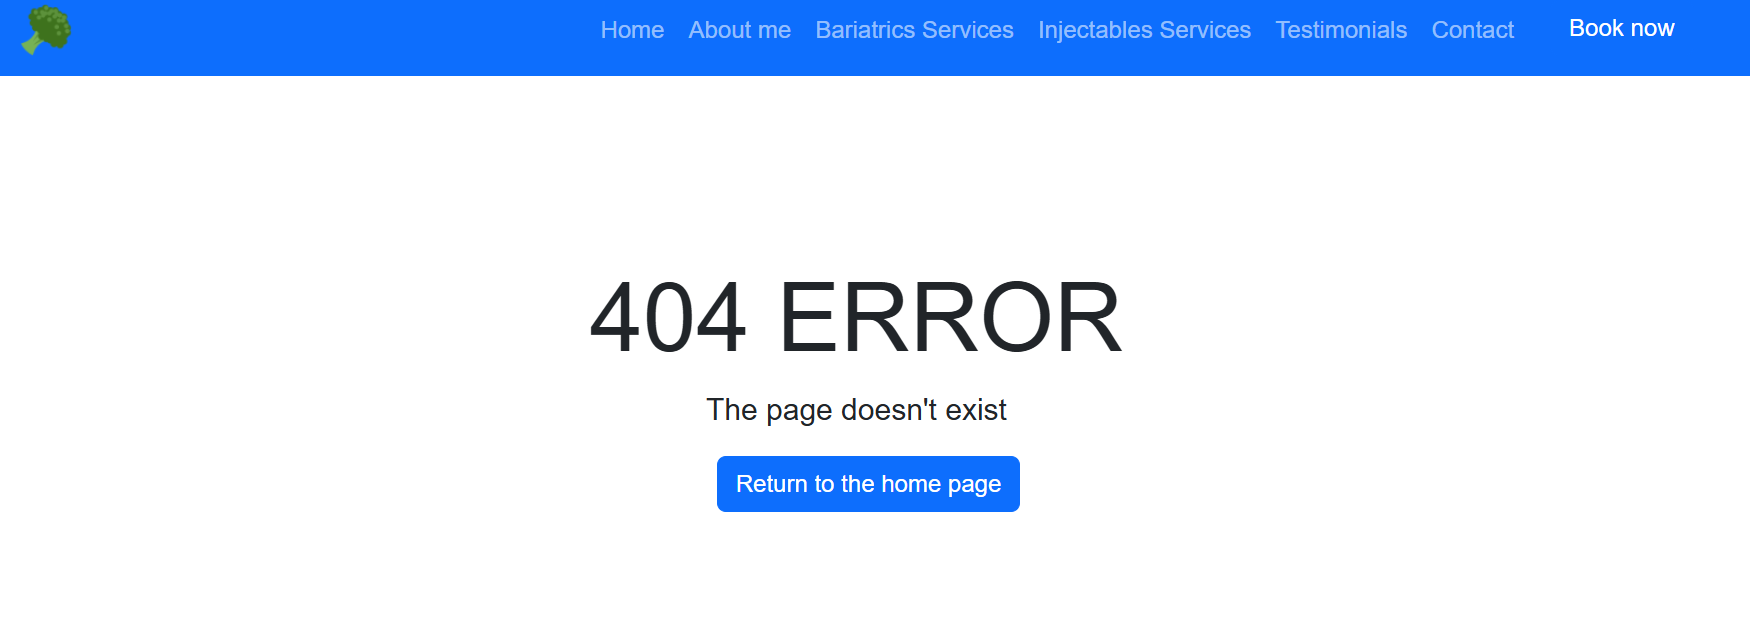 Home About me Bariatrics Services Injectables Services Testimonials Contact Book now
404 ERROR
The page doesn't exist
Return to the home page